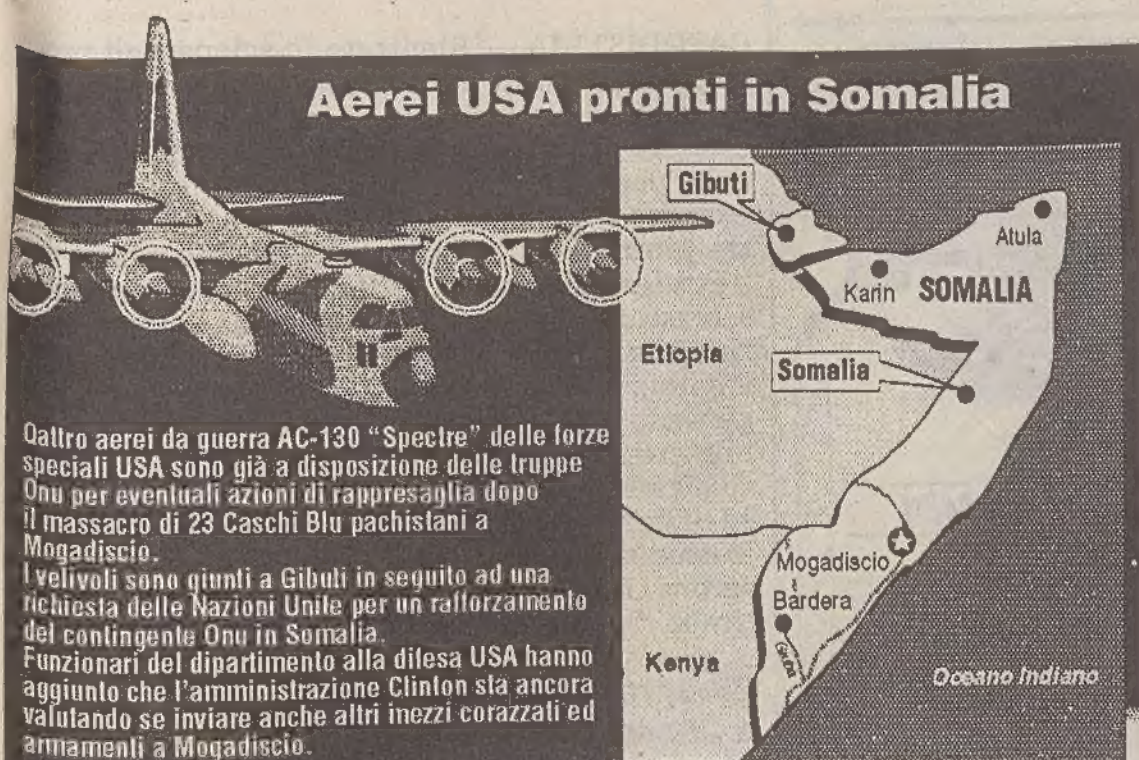 Aerei USA pronti in Somalia
Qattro aerei da guerra AC-130 "Spectre" delle forze
speciali USA sono già a disposizione delle truppe
Onu per eventuali azioni di rappresaglia dopo
il massacro di 23 Caschi Blu pachistani a
Mogadiscio.
I velivoli sono giunti a Gibuti in seguito ad una
richiesta delle Nazioni Unite per un rafforzamento
del contingente Onu in Somalia.
Funzionari del dipartimento alla difesa USA hanno
aggiunto che l'amministrazione Clinton sta ancora
valutando se inviare anche altri mezzi corazzati ed
armamenti a Mogadiscio.
Gibuti
Atula
Karin
SOMALIA
Etiopia
Somalia
Mogadiscio
Bardera
Kenya
Oceano Indiano